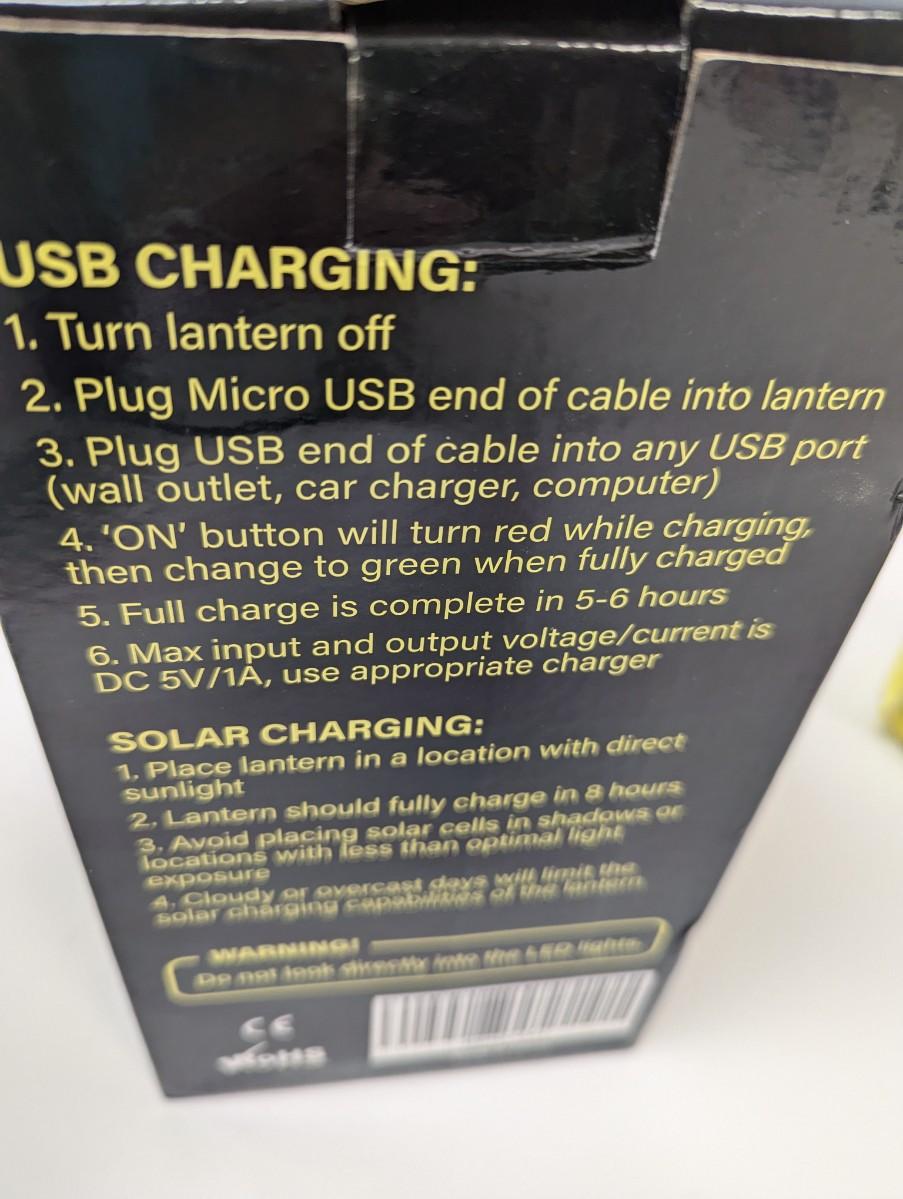 USB CHARGING:
1. Turn lantern off
2. Plug Micro USB end of cable into lantern
3. Plug USB end of cable into any USB port
(wall outlet, car charger, computer)
4. 'ON' button will turn red while charging,
then change to green when fully charged
5. Full charge is complete in 5-6 hours
6. Max input and output voltage/current is
DC 5V/1A, use appropriate charger
SOLAR CHARGING:
1. Place lantern in a location with direct
sunlight
2. Lantern should fully charge in 8 hours
3. Avoid placing solar cells in shadows or
locations with less than optimal light
exposure
4. Cloudy or overcast days will limit the
solar charging capabilities of the lantern
WARNING!
Do not look directly into the LED lights.
CE
RoHS